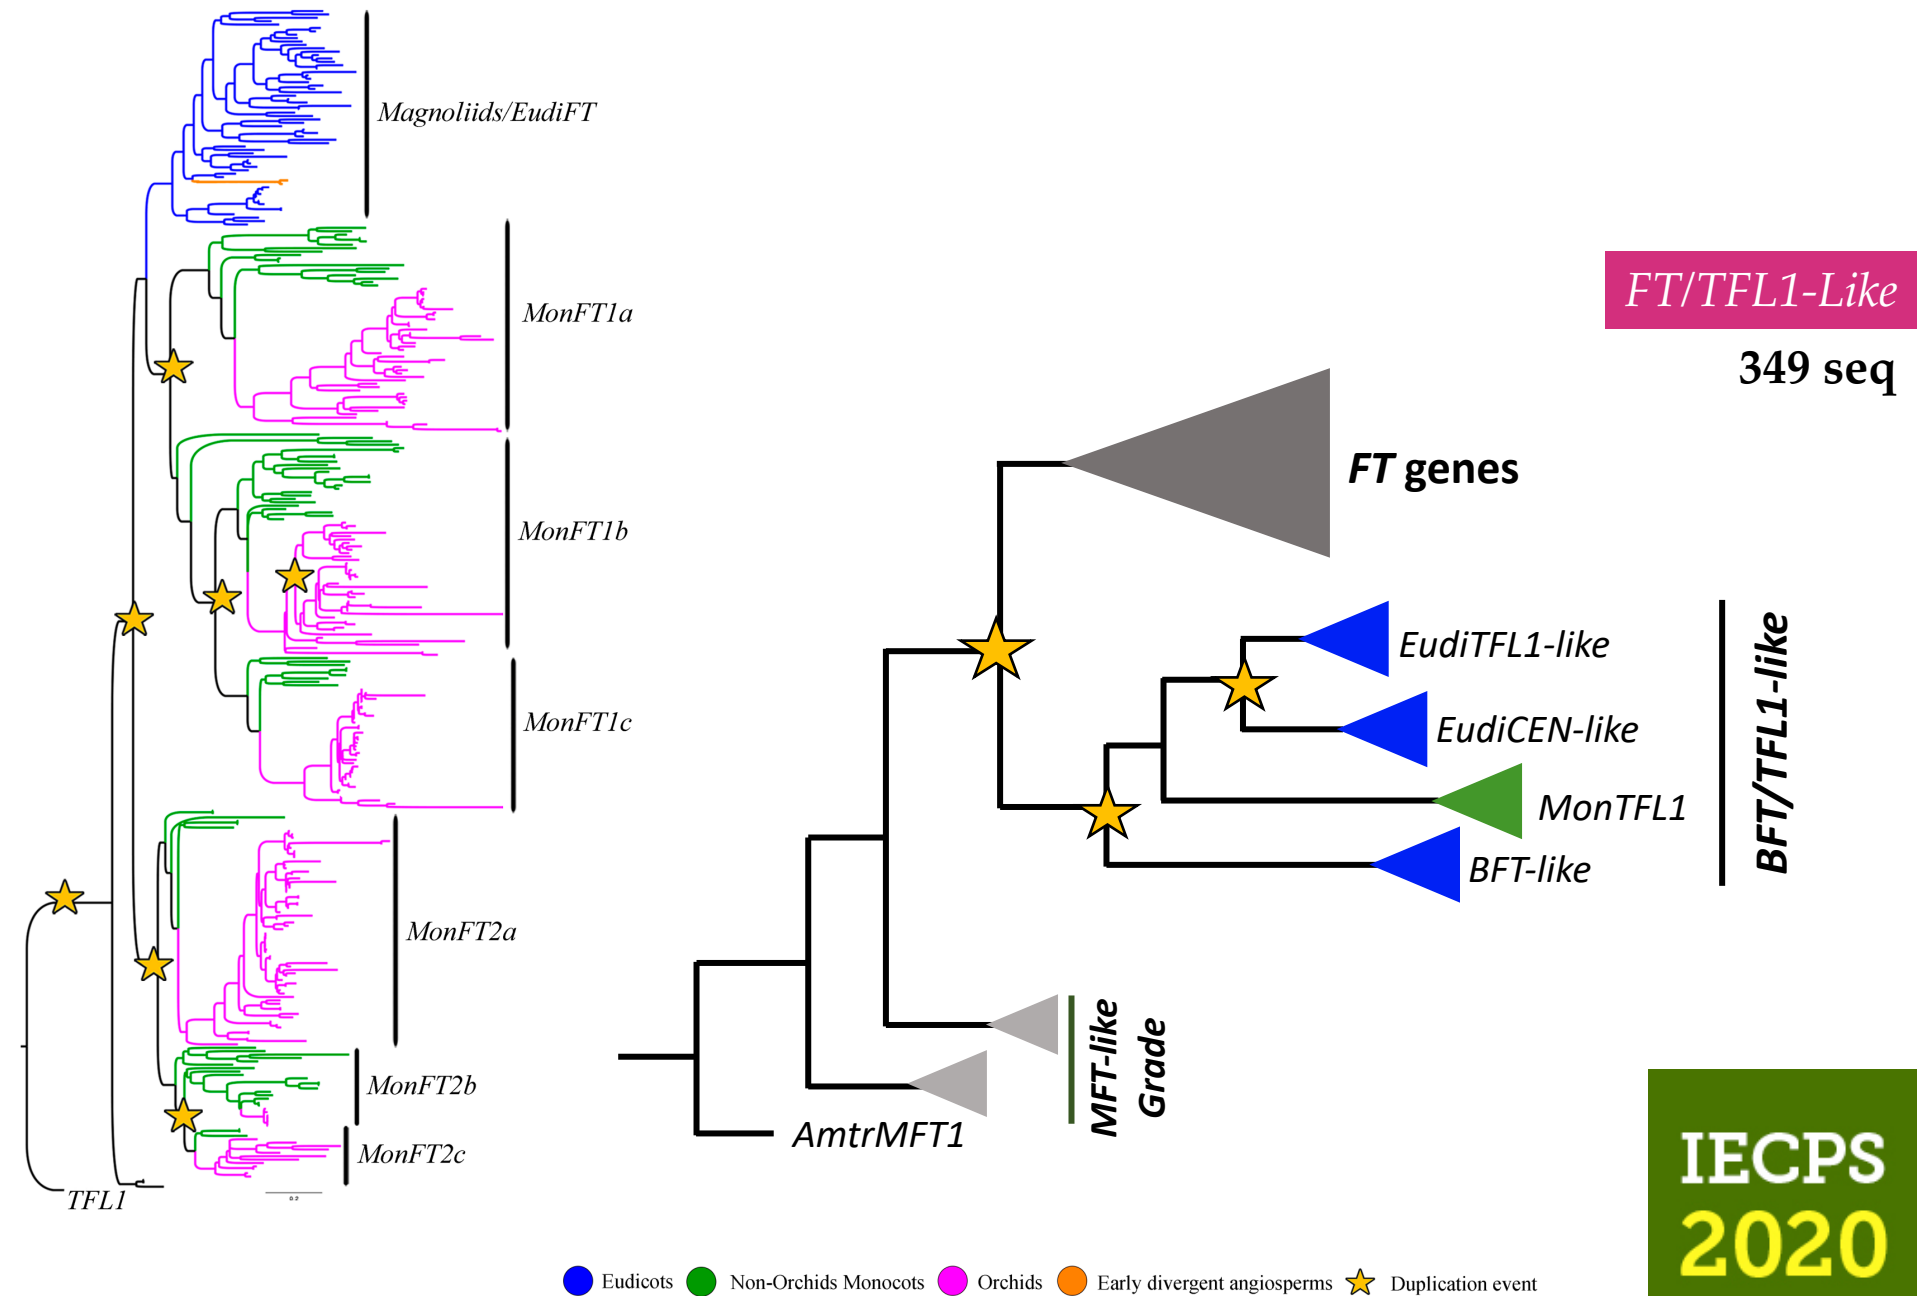 Magnoliids/EudiFT
MonFT1a
MonFT1b
MonFT1c
MonFT2a
MonFT2b
MonFT2c
TFL1
0.2
FT/TFL1-Like
349 seq
FT genes
EudiTFL1-like
EudiCEN-like
MonTFL1
BFT-like
BFT/TFL1-like
MFT-like
Grade
AmtrMFT1
IECPS
2020
Eudicots
Non-Orchids Monocots
Orchids
Early divergent angiosperms
Duplication event